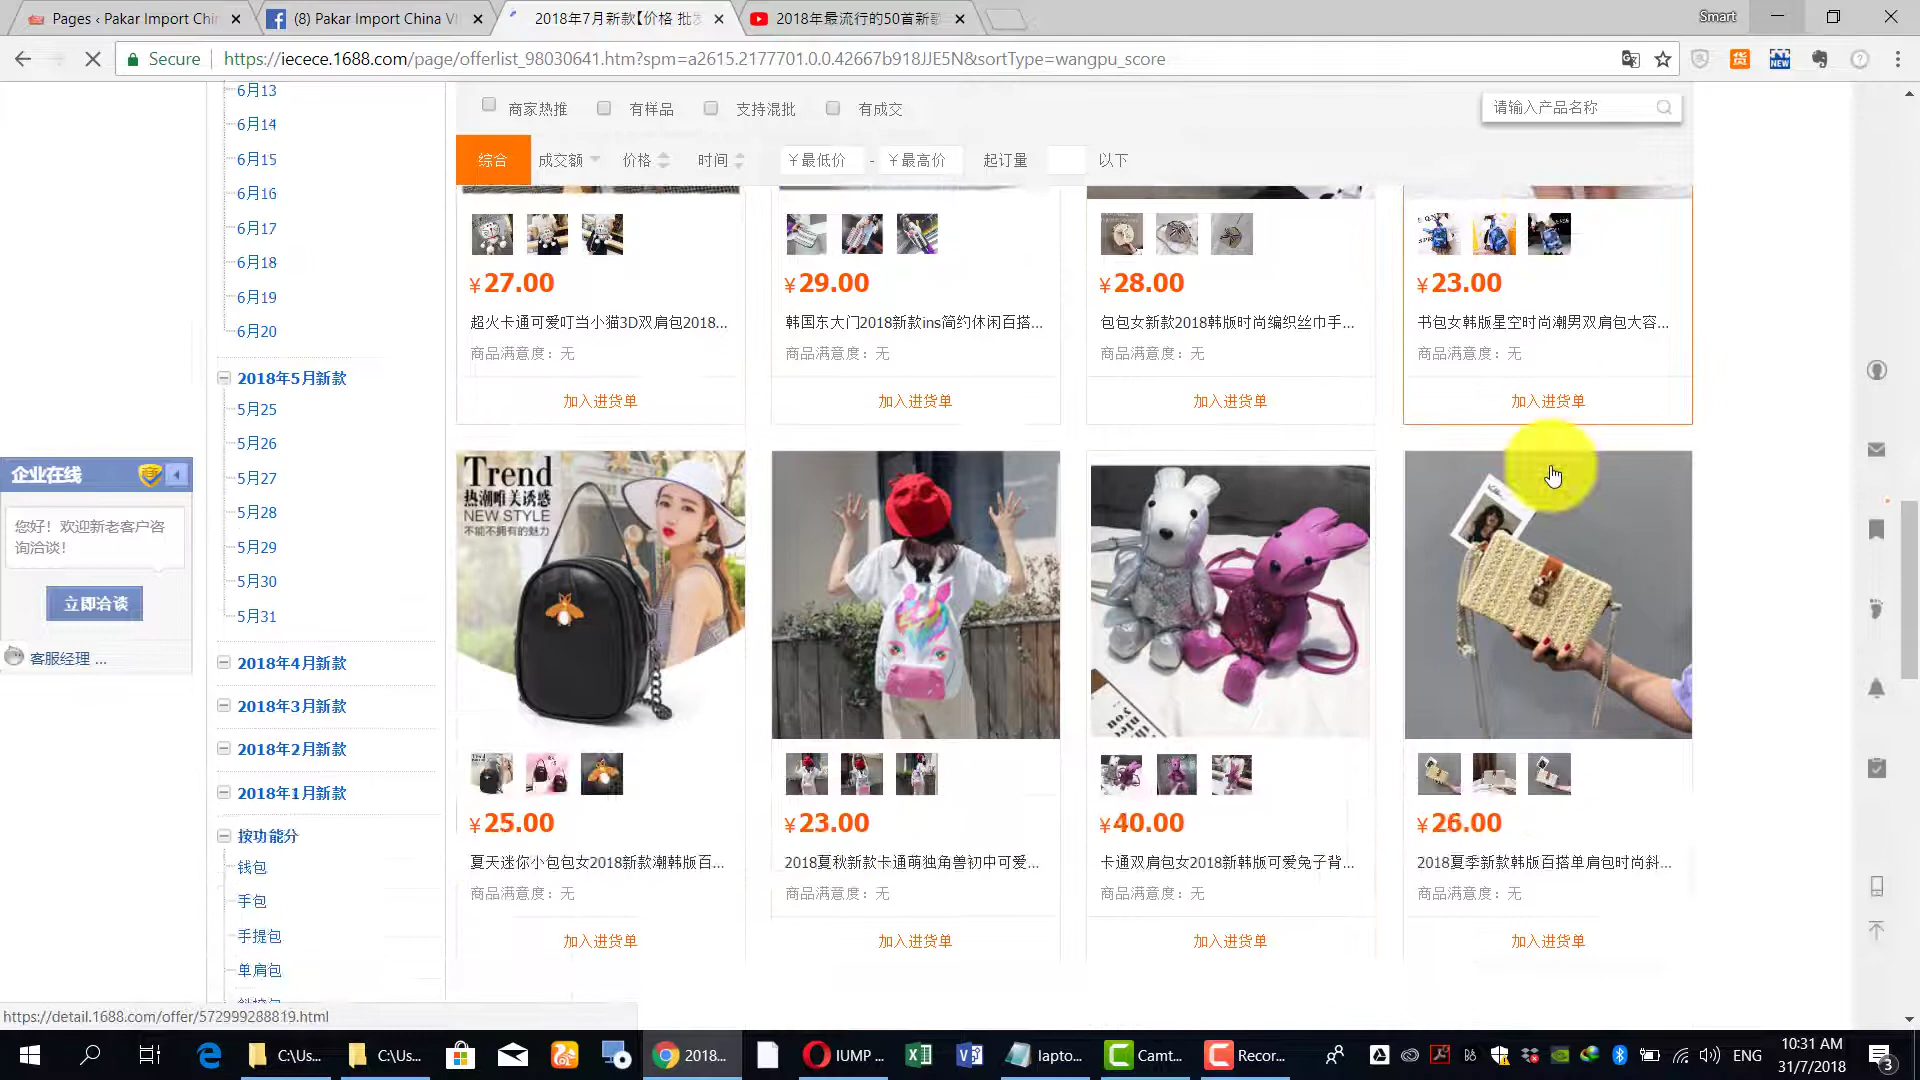 Pages ‹ Pakar Import Chi
(8) Pakar Import China VI
2018年7月新款【价格 批发
2018年最流行的50首新歌
Smart
Secure
https://iecece.1688.com/page/offerlist_98030641.htm?spm=a2615.2177701.0.0.42667b918JJE5N&sortType=wangpu_score
6月13
6月14
6月15
6月16
6月17
6月18
6月19
6月20
2018年5月新款
5月25
5月26
5月27
5月28
5月29
5月30
5月31
2018年4月新款
2018年3月新款
2018年2月新款
2018年1月新款
按功能分
钱包
手包
手提包
单肩包
企业在线
您好！欢迎新老客户咨
询洽谈！
立即洽谈
客服经理 ...
商家热推 有样品 支持混批 有成交
请输入产品名称
综合 成交额 价格 时间 ¥最低价 - ¥最高价 起订量 以下
¥27.00
超火卡通可爱叮当小猫3D双肩包2018...
商品满意度：无
加入进货单
¥29.00
韩国东大门2018新款ins简约休闲百搭...
商品满意度：无
加入进货单
¥28.00
包包女新款2018韩版时尚编织丝巾手...
商品满意度：无
加入进货单
¥23.00
书包女韩版星空时尚潮男双肩包大容...
商品满意度：无
加入进货单
Trend
热潮唯美诱惑
NEW STYLE
不能不拥有的魅力
¥25.00
夏天迷你小包包女2018新款潮韩版百...
商品满意度：无
加入进货单
¥23.00
2018夏秋新款卡通萌独角兽初中可爱...
商品满意度：无
加入进货单
¥40.00
卡通双肩包女2018新韩版可爱兔子背...
商品满意度：无
加入进货单
¥26.00
2018夏季新款韩版百搭单肩包时尚斜...
商品满意度：无
加入进货单
https://detail.1688.com/offer/572999288819.html
C:\Us...
C:\Us...
2018...
IUMP ...
lapto...
Camt...
Recor...
ENG
10:31 AM
31/7/2018
3